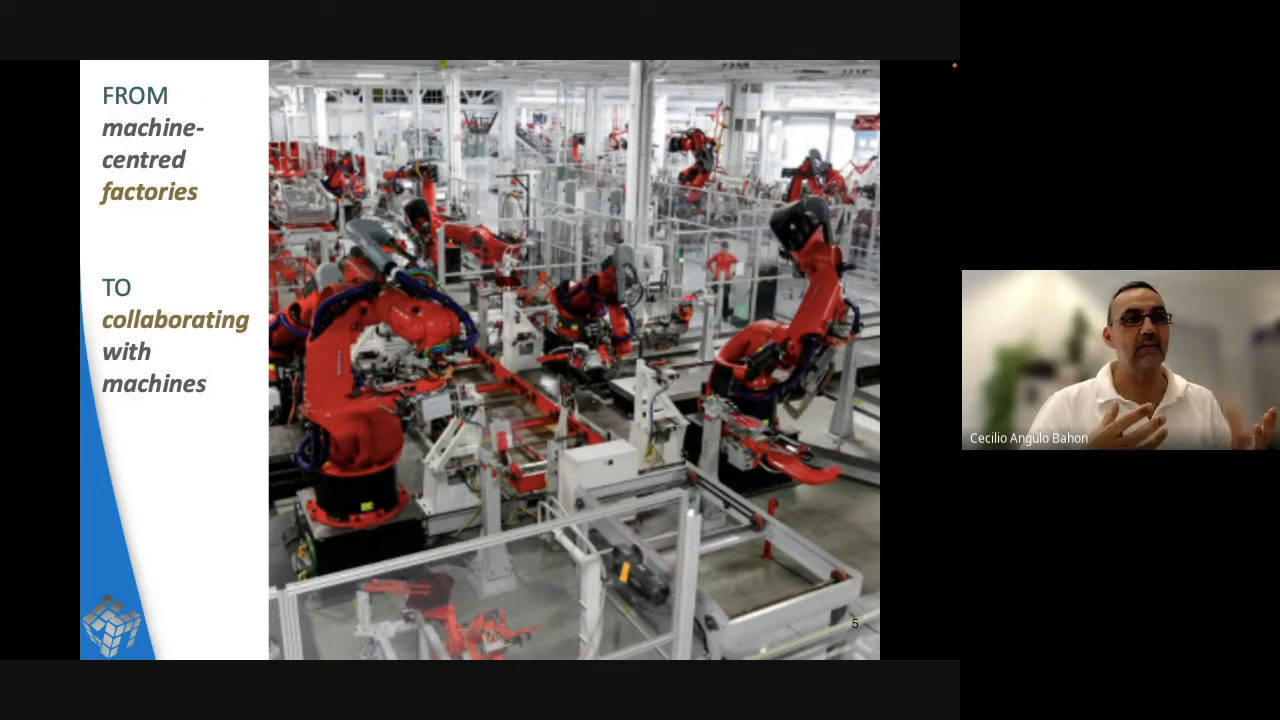 FROM
machine-
centred
factories
TO
collaborating
with
machines
5
Cecilio Angulo Bahon